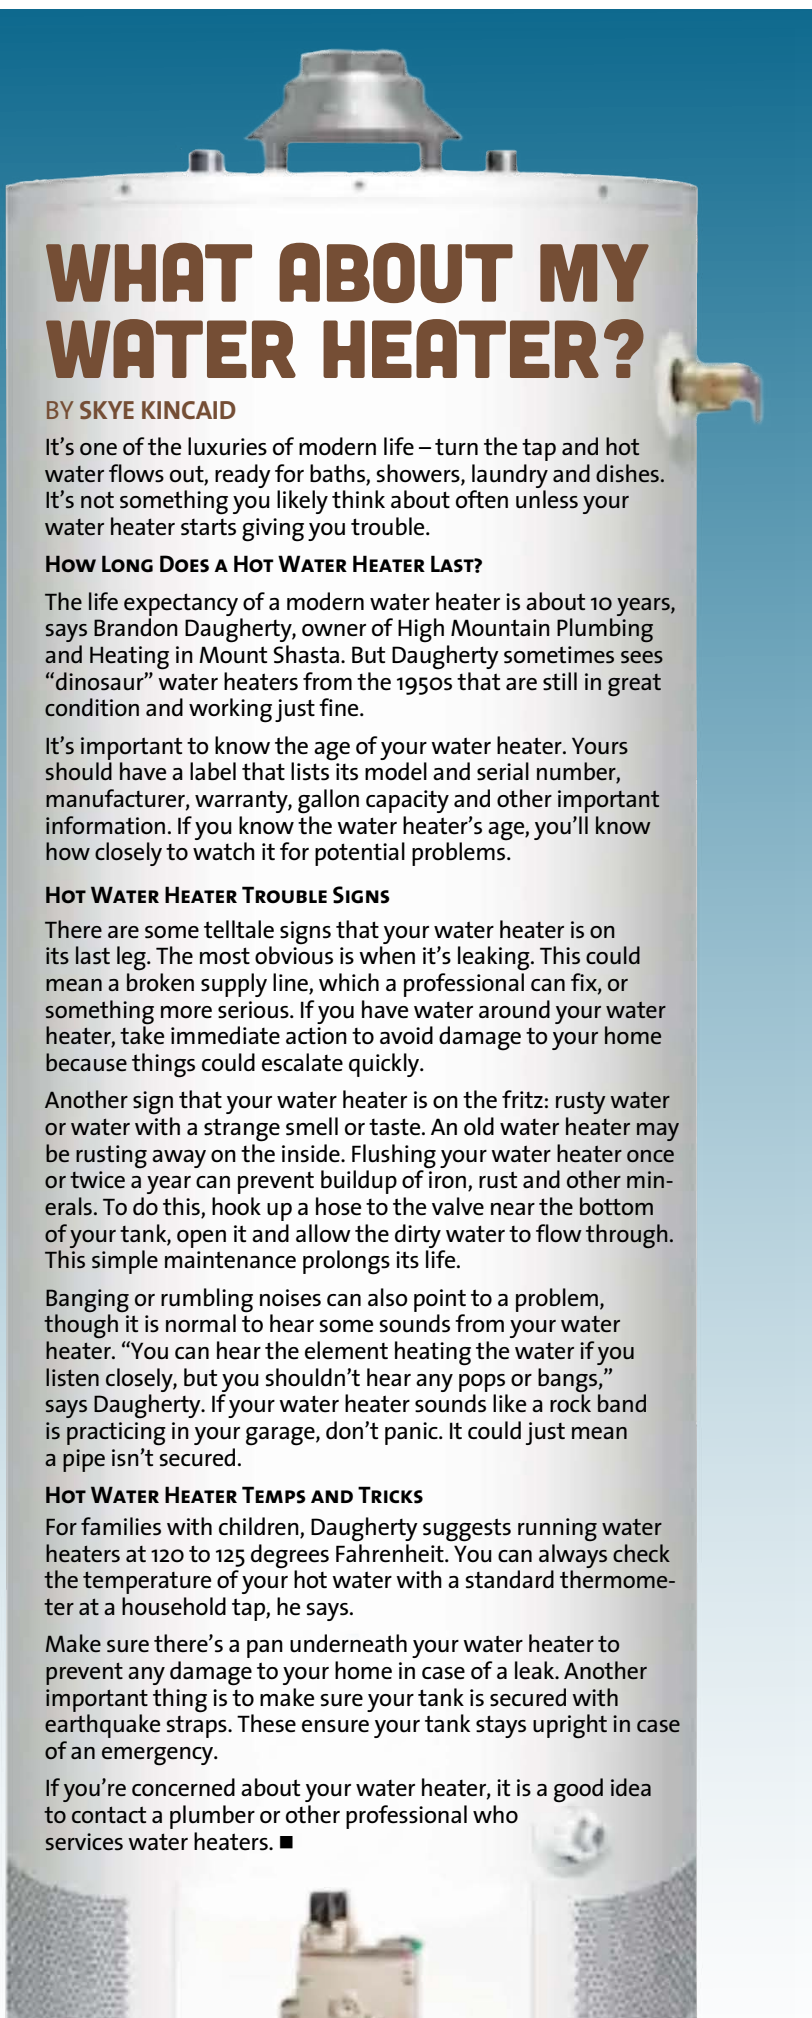 WHAT ABOUT MY
WATER HEATER?
BY SKYE KINCAID
It’s one of the luxuries of modern life – turn the tap and hot
water flows out, ready for baths, showers, laundry and dishes.
It’s not something you likely think about often unless your
water heater starts giving you trouble.
How Long Does a Hot Water Heater Last?
The life expectancy of a modern water heater is about 10 years,
says Brandon Daugherty, owner of High Mountain Plumbing
and Heating in Mount Shasta. But Daugherty sometimes sees
“dinosaur” water heaters from the 1950s that are still in great
condition and working just fine.
It’s important to know the age of your water heater. Yours
should have a label that lists its model and serial number,
manufacturer, warranty, gallon capacity and other important
information. If you know the water heater’s age, you’ll know
how closely to watch it for potential problems.
Hot Water Heater Trouble Signs
There are some telltale signs that your water heater is on
its last leg. The most obvious is when it’s leaking. This could
mean a broken supply line, which a professional can fix, or
something more serious. If you have water around your water
heater, take immediate action to avoid damage to your home
because things could escalate quickly.
Another sign that your water heater is on the fritz: rusty water
or water with a strange smell or taste. An old water heater may
be rusting away on the inside. Flushing your water heater once
or twice a year can prevent buildup of iron, rust and other min-
erals. To do this, hook up a hose to the valve near the bottom
of your tank, open it and allow the dirty water to flow through.
This simple maintenance prolongs its life.
Banging or rumbling noises can also point to a problem,
though it is normal to hear some sounds from your water
heater. “You can hear the element heating the water if you
listen closely, but you shouldn’t hear any pops or bangs,”
says Daugherty. If your water heater sounds like a rock band
is practicing in your garage, don’t panic. It could just mean
a pipe isn’t secured.
Hot Water Heater Temps and Tricks
For families with children, Daugherty suggests running water
heaters at 120 to 125 degrees Fahrenheit. You can always check
the temperature of your hot water with a standard thermome-
ter at a household tap, he says.
Make sure there’s a pan underneath your water heater to
prevent any damage to your home in case of a leak. Another
important thing is to make sure your tank is secured with
earthquake straps. These ensure your tank stays upright in case
of an emergency.
If you’re concerned about your water heater, it is a good idea
to contact a plumber or other professional who
services water heaters. ■